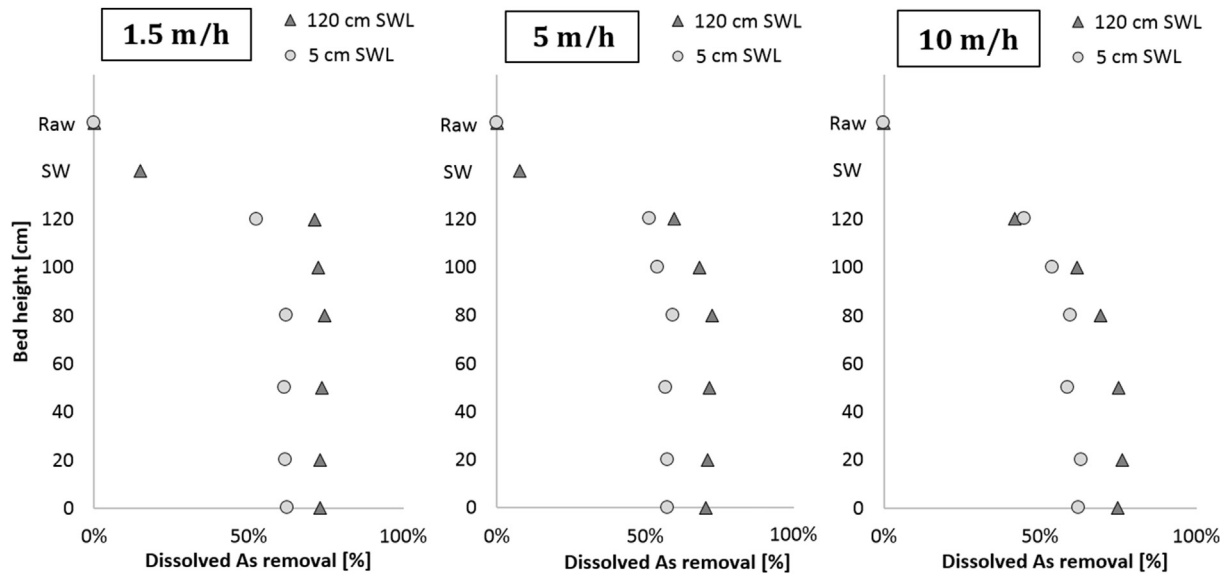 1.5 m/h
120 cm SWL
5 cm SWL
Raw
SW
120
100
80
60
40
20
0
Bed height [cm]
0%
50%
100%
Dissolved As removal [%]
5 m/h
120 cm SWL
5 cm SWL
Raw
SW
120
100
80
60
40
20
0
0%
50%
100%
Dissolved As removal [%]
10 m/h
120 cm SWL
5 cm SWL
Raw
SW
120
100
80
60
40
20
0
0%
50%
100%
Dissolved As removal [%]